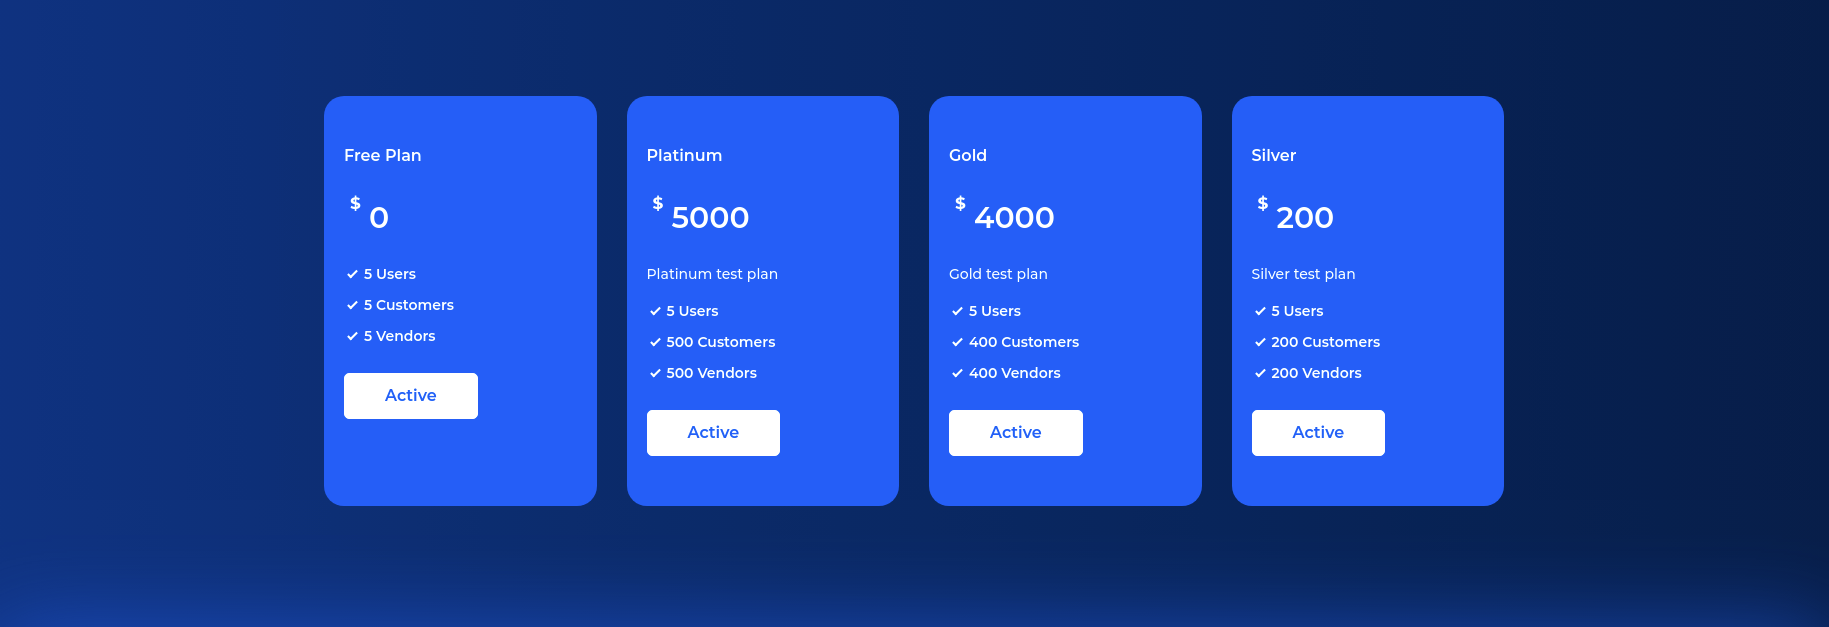 Free Plan
$ 0
5 Users
5 Customers
5 Vendors
Active
Platinum
$ 5000
Platinum test plan
5 Users
500 Customers
500 Vendors
Active
Gold
$ 4000
Gold test plan
5 Users
400 Customers
400 Vendors
Active
Silver
$ 200
Silver test plan
5 Users
200 Customers
200 Vendors
Active